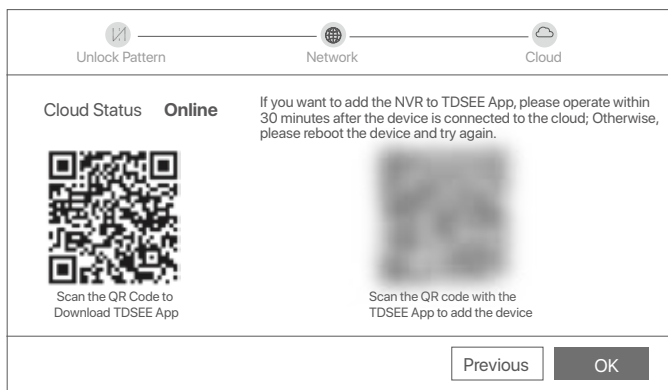 Unlock Pattern
Network
Cloud
Cloud Status Online
If you want to add the NVR to TDSEE App, please operate within
30 minutes after the device is connected to the cloud; Otherwise,
please reboot the device and try again.
Scan the QR Code to
Download TDSEE App
Scan the QR code with the
TDSEE App to add the device
Previous
OK